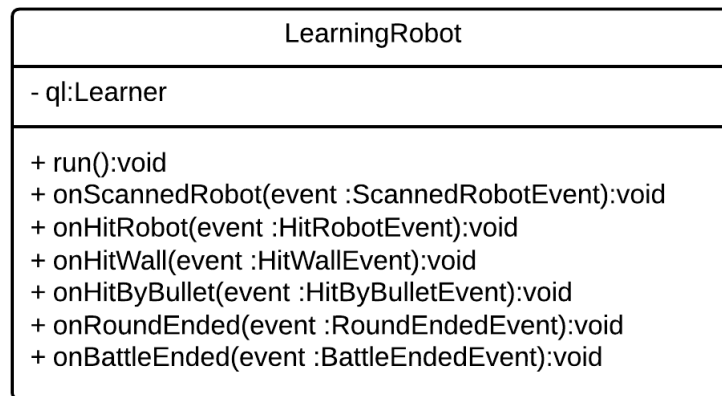 LearningRobot
- ql:Learner
+ run():void
+ onScannedRobot(event :ScannedRobotEvent):void
+ onHitRobot(event :HitRobotEvent):void
+ onHitWall(event :HitWallEvent):void
+ onHitByBullet(event :HitByBulletEvent):void
+ onRoundEnded(event :RoundEndedEvent):void
+ onBattleEnded(event :BattleEndedEvent):void